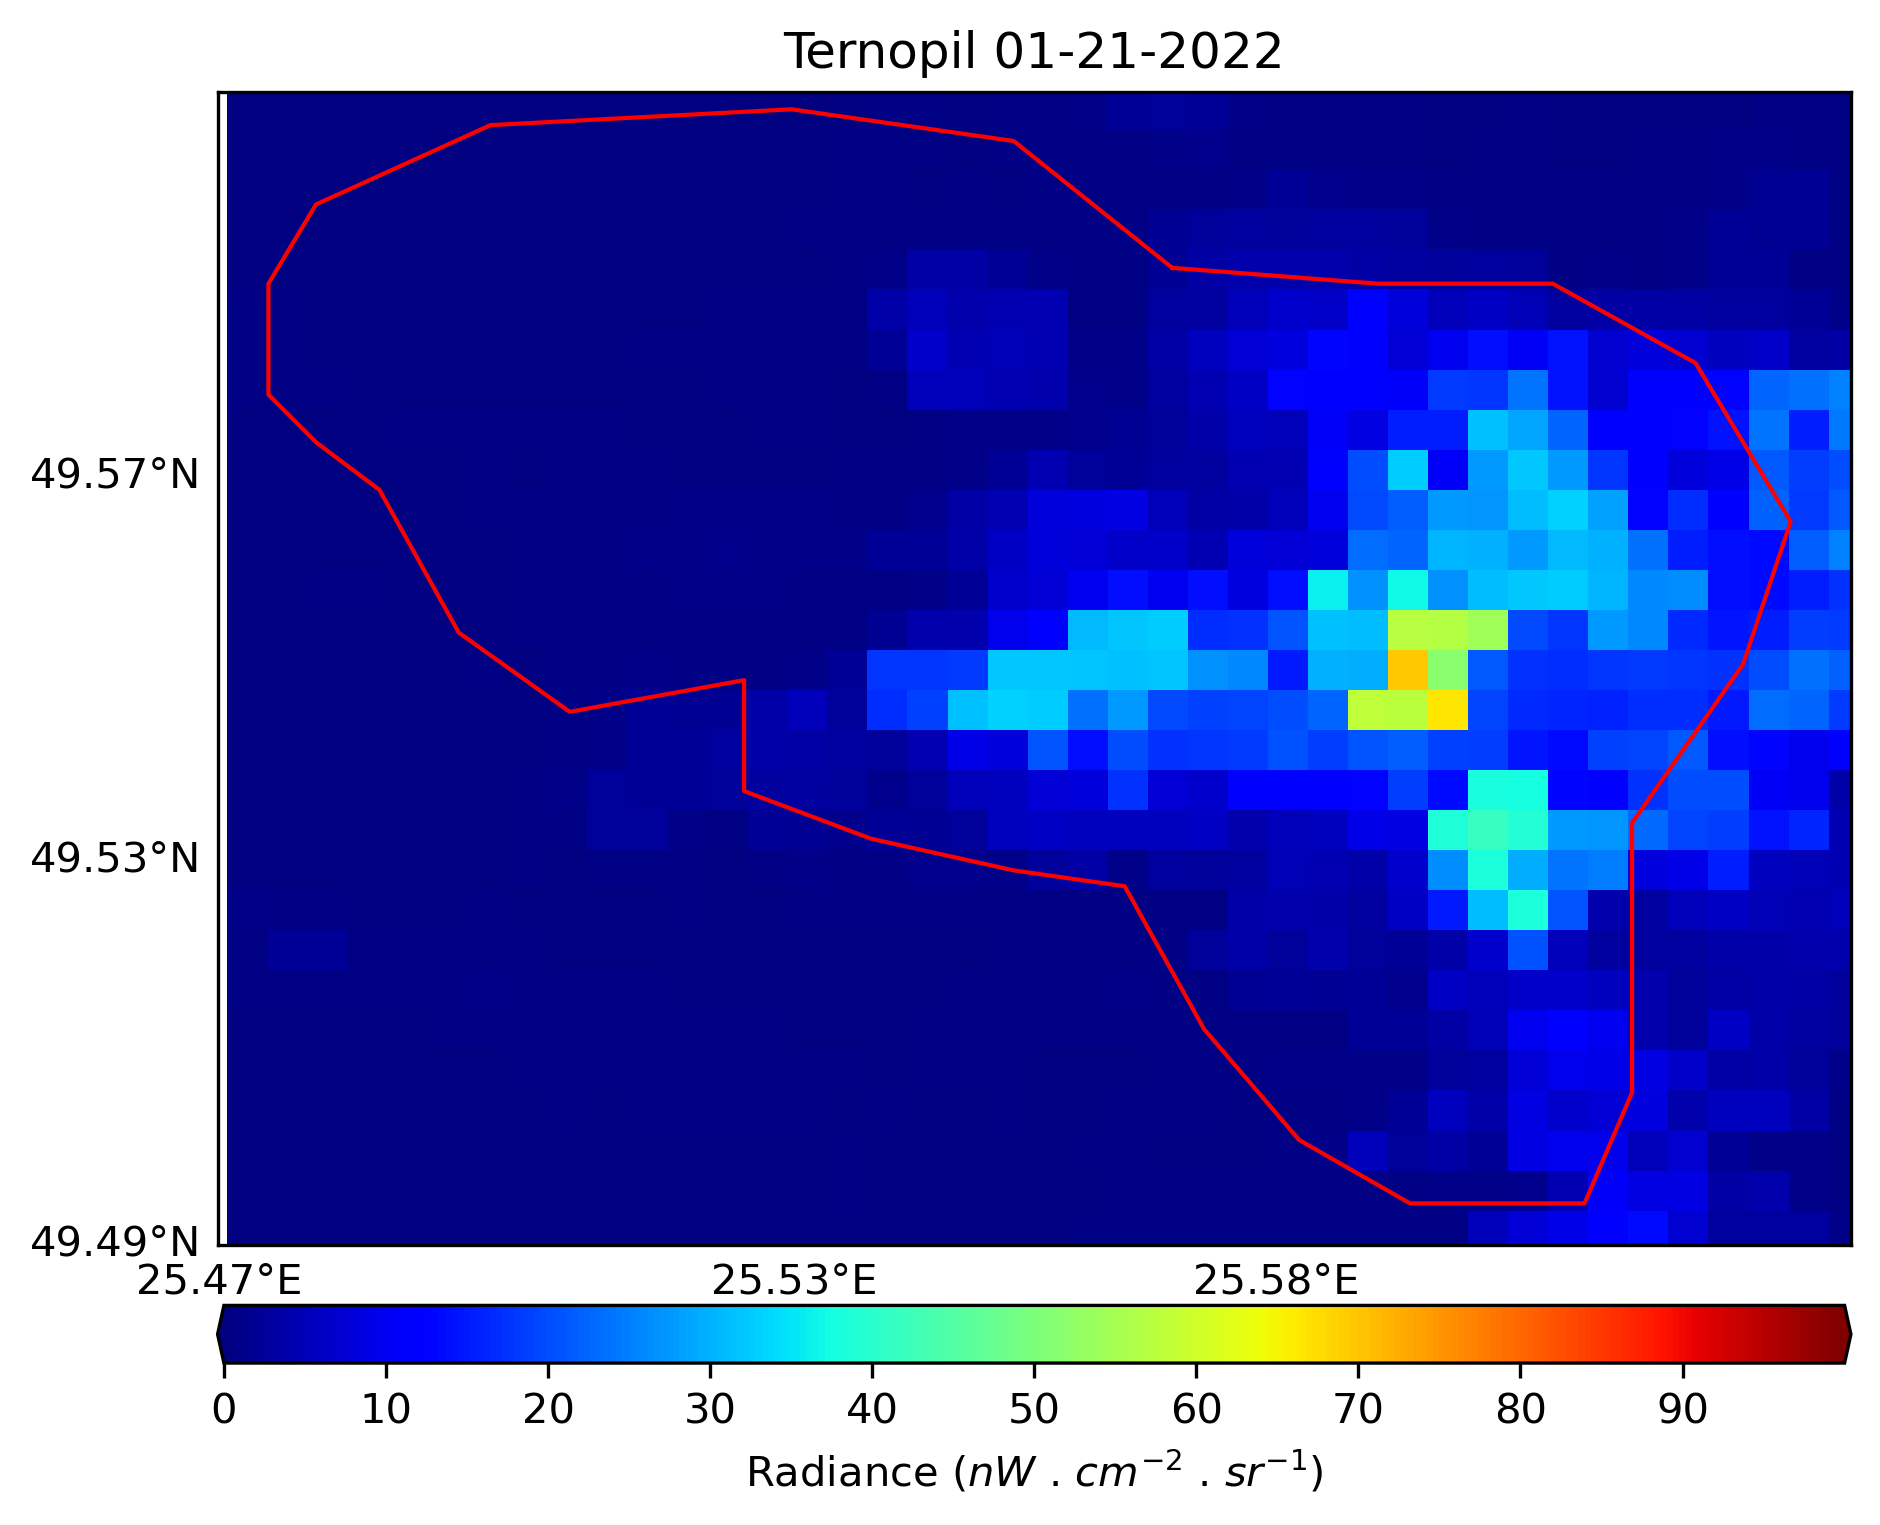 Ternopil 01-21-2022
49.57°N
49.53°N
49.49°N
25.47°E 25.53°E 25.58°E
0 10 20 30 40 50 60 70 80 90
Radiance (nW . cm⁻² . sr⁻¹)